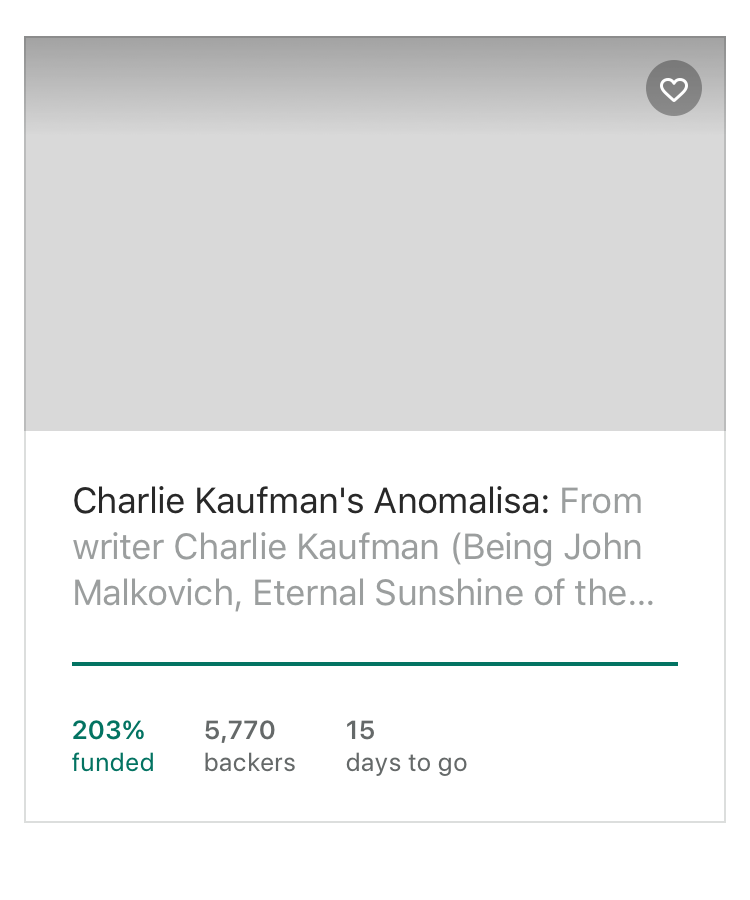 Charlie Kaufman's Anomalisa: From
writer Charlie Kaufman (Being John
Malkovich, Eternal Sunshine of the…
203% 5,770 15
funded backers days to go